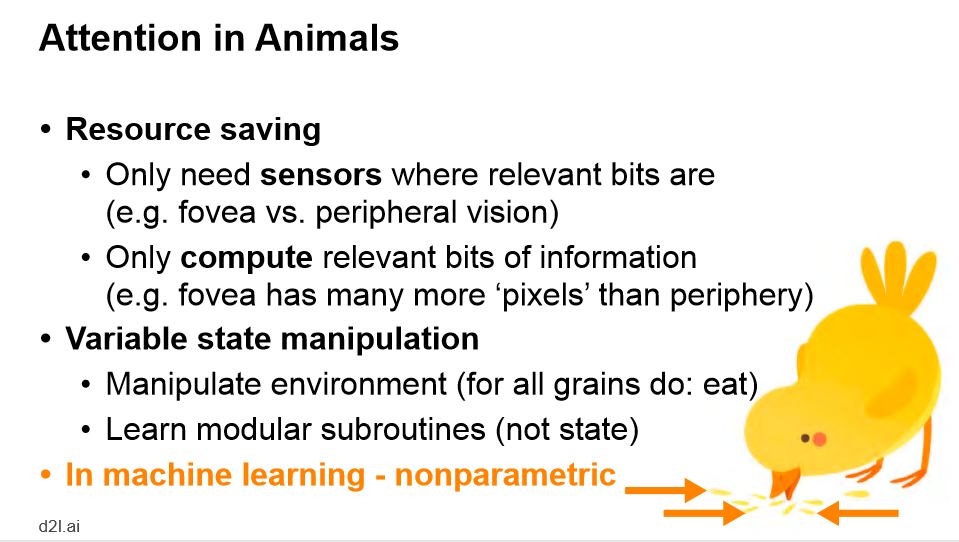 Attention in Animals
• Resource saving
• Only need sensors where relevant bits are
(e.g. fovea vs. peripheral vision)
• Only compute relevant bits of information
(e.g. fovea has many more ‘pixels’ than periphery)
• Variable state manipulation
• Manipulate environment (for all grains do: eat)
• Learn modular subroutines (not state)
• In machine learning - nonparametric
d2l.ai